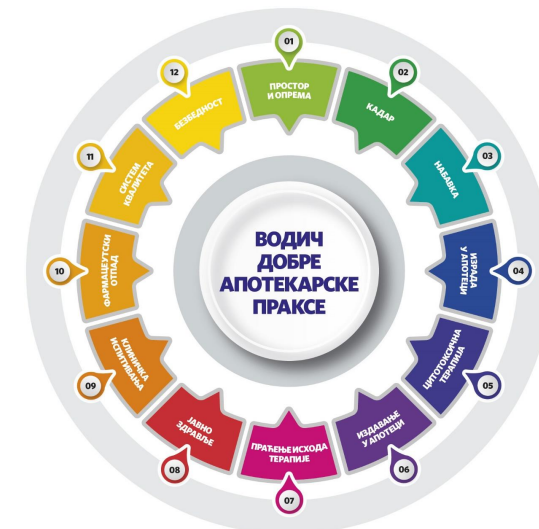 ВОДИЧ
ДОБРЕ
АПОТЕКАРСКЕ
ПРАКСЕ
01
ПРОСТОР
И ОПРЕМА
02
КАДАР
03
НАБАВКА
04
ИЗРАДА
У АПОТЕЦИ
05
ЦИТОТОКСИЧНА
ТЕРАПИЈА
06
ИЗДАВАЊЕ
У АПОТЕЦИ
07
ПРАЋЕЊЕ ИСХОДА
ТЕРАПИЈЕ
08
ЈАВНО
ЗДРАВЉЕ
09
КЛИНИЧКА
ИСПИТИВАЊА
10
ФАРМАЦЕУТСКИ
ОТПАД
11
СИСТЕМ
КВАЛИТЕТА
12
БЕЗБЕДНОСТ